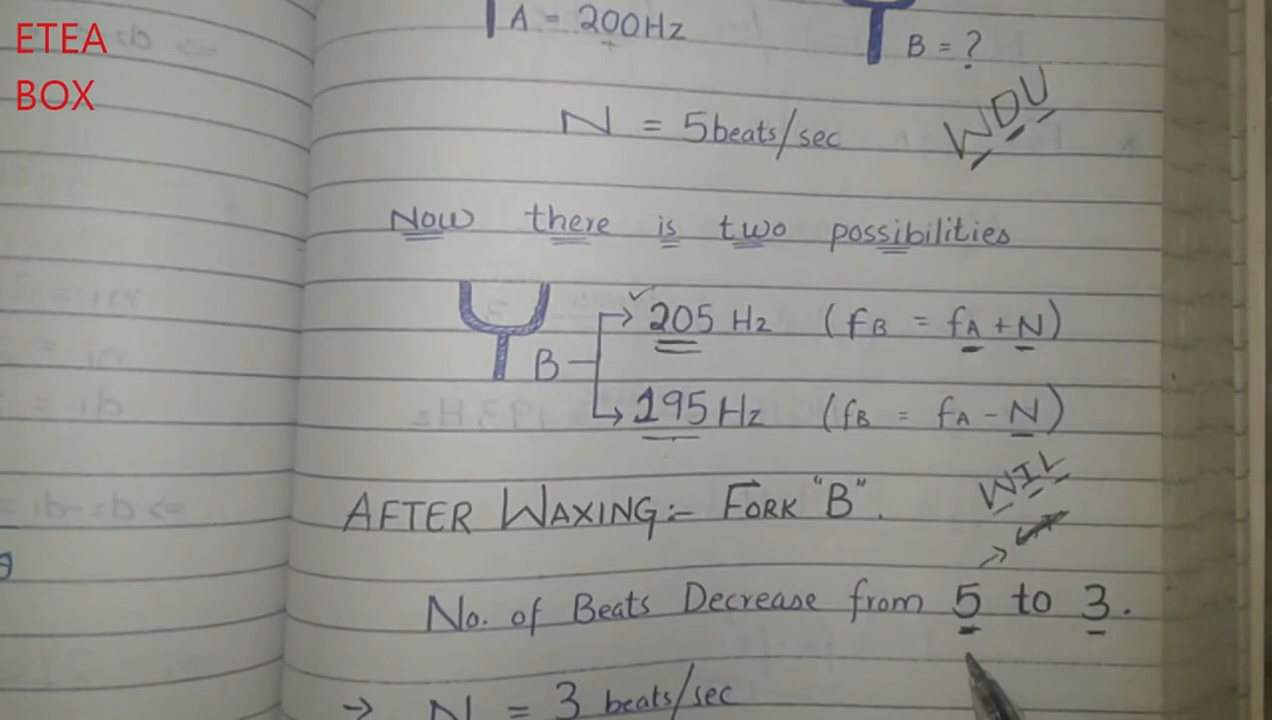 ETEA
BOX
A = 200Hz
B = ?
N = 5beats/sec
WDU
Now there is two possibilities
B
205 Hz (fB = fA + N)
195 Hz (fB = fA - N)
WIL
AFTER WAXING:- FORK "B".
No. of Beats Decrease from 5 to 3.
→ N = 3 beats/sec